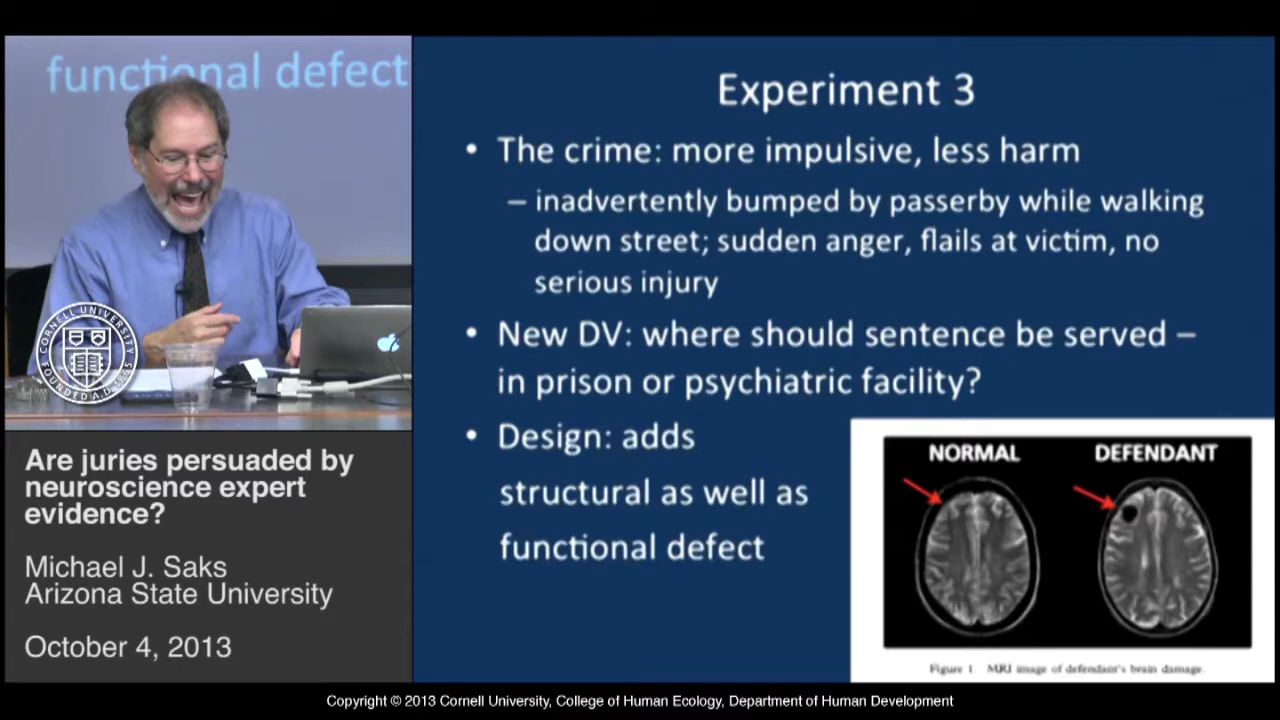 functional defect
CORNELL UNIVERSITY
FOUNDED A.D. 1865
Are juries persuaded by
neuroscience expert
evidence?
Michael J. Saks
Arizona State University
October 4, 2013
Experiment 3
• The crime: more impulsive, less harm
– inadvertently bumped by passerby while walking
down street; sudden anger, flails at victim, no
serious injury
• New DV: where should sentence be served –
in prison or psychiatric facility?
• Design: adds
structural as well as
functional defect
NORMAL DEFENDANT
Figure 1. MRI image of defendant's brain damage.
Copyright © 2013 Cornell University, College of Human Ecology, Department of Human Development